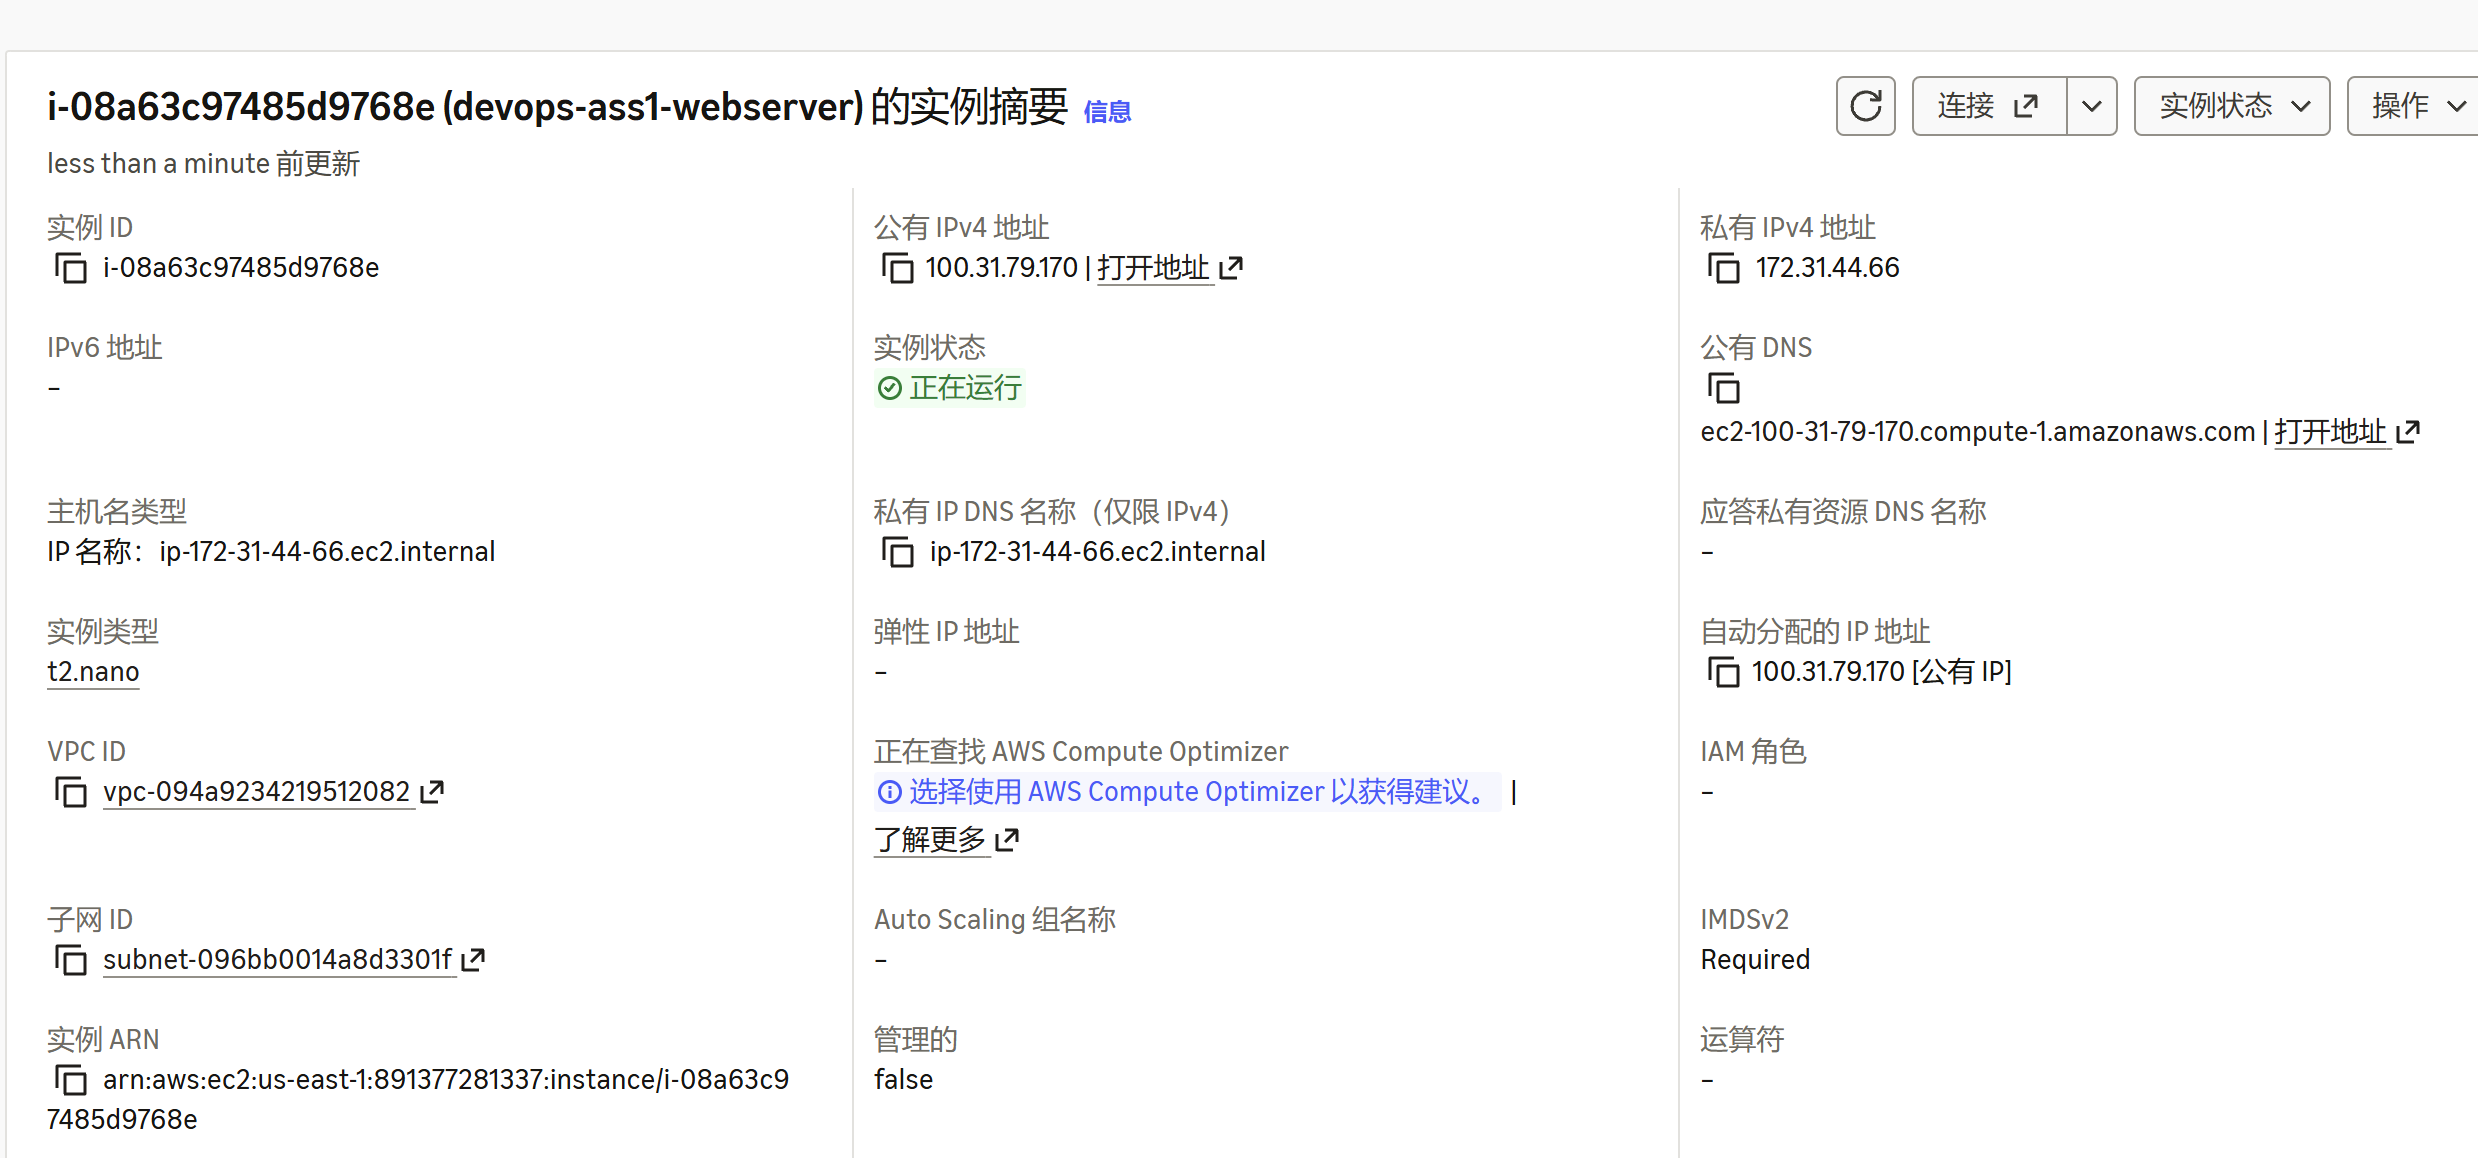 i-08a63c97485d9768e (devops-ass1-webserver) 的实例摘要 信息
连接
实例状态
操作
less than a minute 前更新
实例 ID
i-08a63c97485d9768e
公有 IPv4 地址
100.31.79.170 | 打开地址
私有 IPv4 地址
172.31.44.66
IPv6 地址
–
实例状态
正在运行
公有 DNS
ec2-100-31-79-170.compute-1.amazonaws.com | 打开地址
主机名类型
IP 名称：ip-172-31-44-66.ec2.internal
私有 IP DNS 名称（仅限 IPv4）
ip-172-31-44-66.ec2.internal
应答私有资源 DNS 名称
–
实例类型
t2.nano
弹性 IP 地址
–
自动分配的 IP 地址
100.31.79.170 [公有 IP]
VPC ID
vpc-094a9234219512082
正在查找 AWS Compute Optimizer
选择使用 AWS Compute Optimizer 以获得建议。 |
了解更多
IAM 角色
–
子网 ID
subnet-096bb0014a8d3301f
Auto Scaling 组名称
–
IMDSv2
Required
实例 ARN
arn:aws:ec2:us-east-1:891377281337:instance/i-08a63c9
7485d9768e
管理的
false
运算符
–